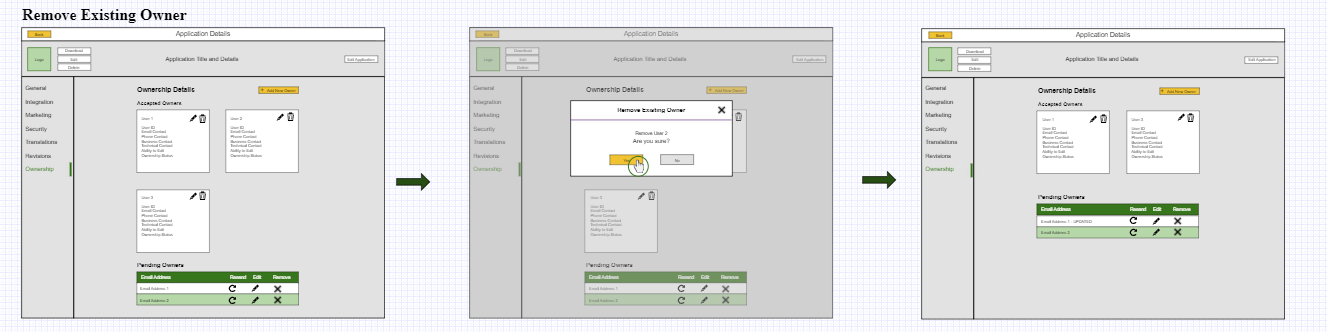 Remove Existing Owner
Back
Application Details
Logo
Download
Edit
Delete
Application Title and Details
Edit Application
General
Integration
Marketing
Security
Translations
Revisions
Ownership
Ownership Details
+ Add New Owner
Accepted Owners
User 1
User ID
Email Contact
Phone Contact
Business Contact
Technical Contact
Ability to Edit
Ownership Status
User 2
User ID
Email Contact
Phone Contact
Business Contact
Technical Contact
Ability to Edit
Ownership Status
User 3
User ID
Email Contact
Phone Contact
Business Contact
Technical Contact
Ability to Edit
Ownership Status
Pending Owners
Email Address Resend Edit Remove
Email Address 1
Email Address 2
Back
Application Details
Logo
Download
Edit
Delete
Application Title and Details
Edit Application
General
Integration
Marketing
Security
Translations
Revisions
Ownership
Ownership Details
+ Add New Owner
Remove Existing Owner
Remove User 3
Are you sure?
Yes
No
User 3
User ID
Email Contact
Phone Contact
Business Contact
Technical Contact
Ability to Edit
Ownership Status
Pending Owners
Email Address Resend Edit Remove
Email Address 1
Email Address 2
Back
Application Details
Logo
Download
Edit
Delete
Application Title and Details
Edit Application
General
Integration
Marketing
Security
Translations
Revisions
Ownership
Ownership Details
+ Add New Owner
Accepted Owners
User 1
User ID
Email Contact
Phone Contact
Business Contact
Technical Contact
Ability to Edit
Ownership Status
User 2
User ID
Email Contact
Phone Contact
Business Contact
Technical Contact
Ability to Edit
Ownership Status
Pending Owners
Email Address Resend Edit Remove
Email Address 1 -
Email Address 2